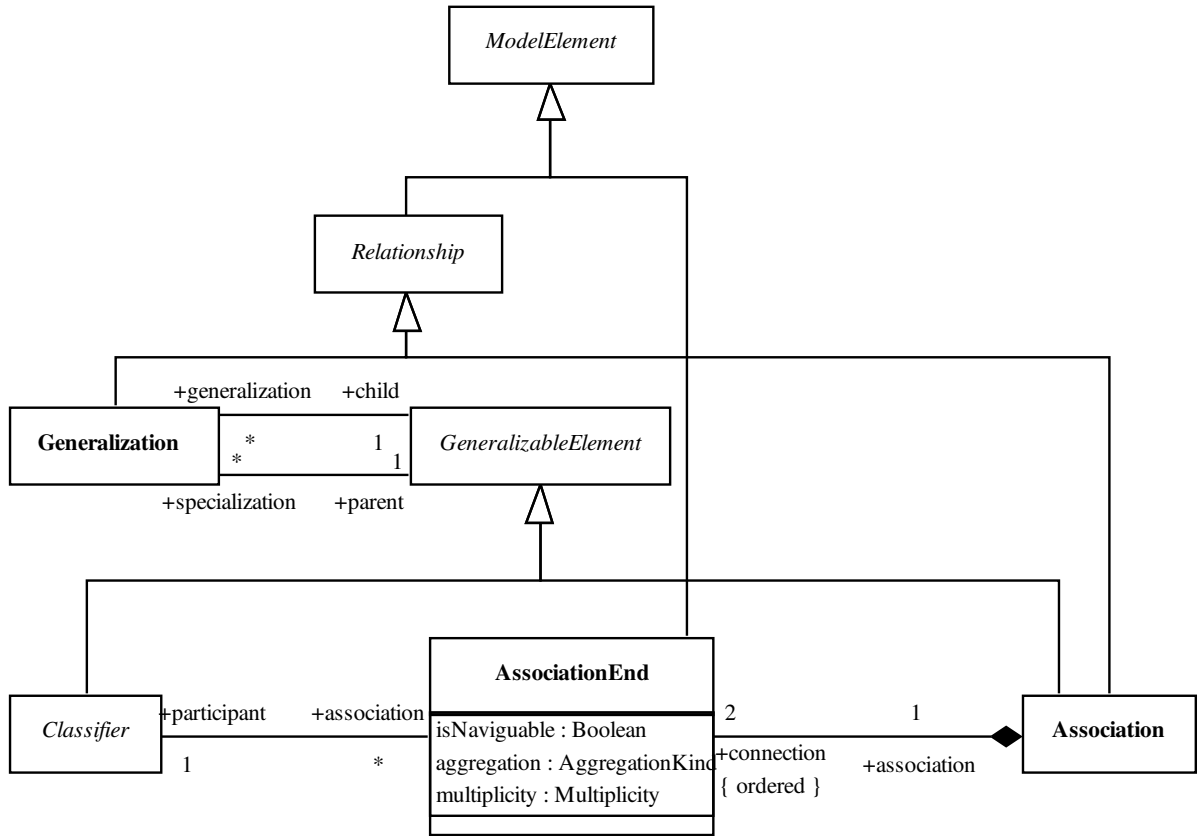 ModelElement
Relationship
+generalization +child
Generalization * 1 GeneralizableElement
* 1
+specialization +parent
AssociationEnd
Classifier +participant +association 2 1 Association
isNaviguable : Boolean
1 * aggregation : AggregationKind +connection +association
multiplicity : Multiplicity { ordered }